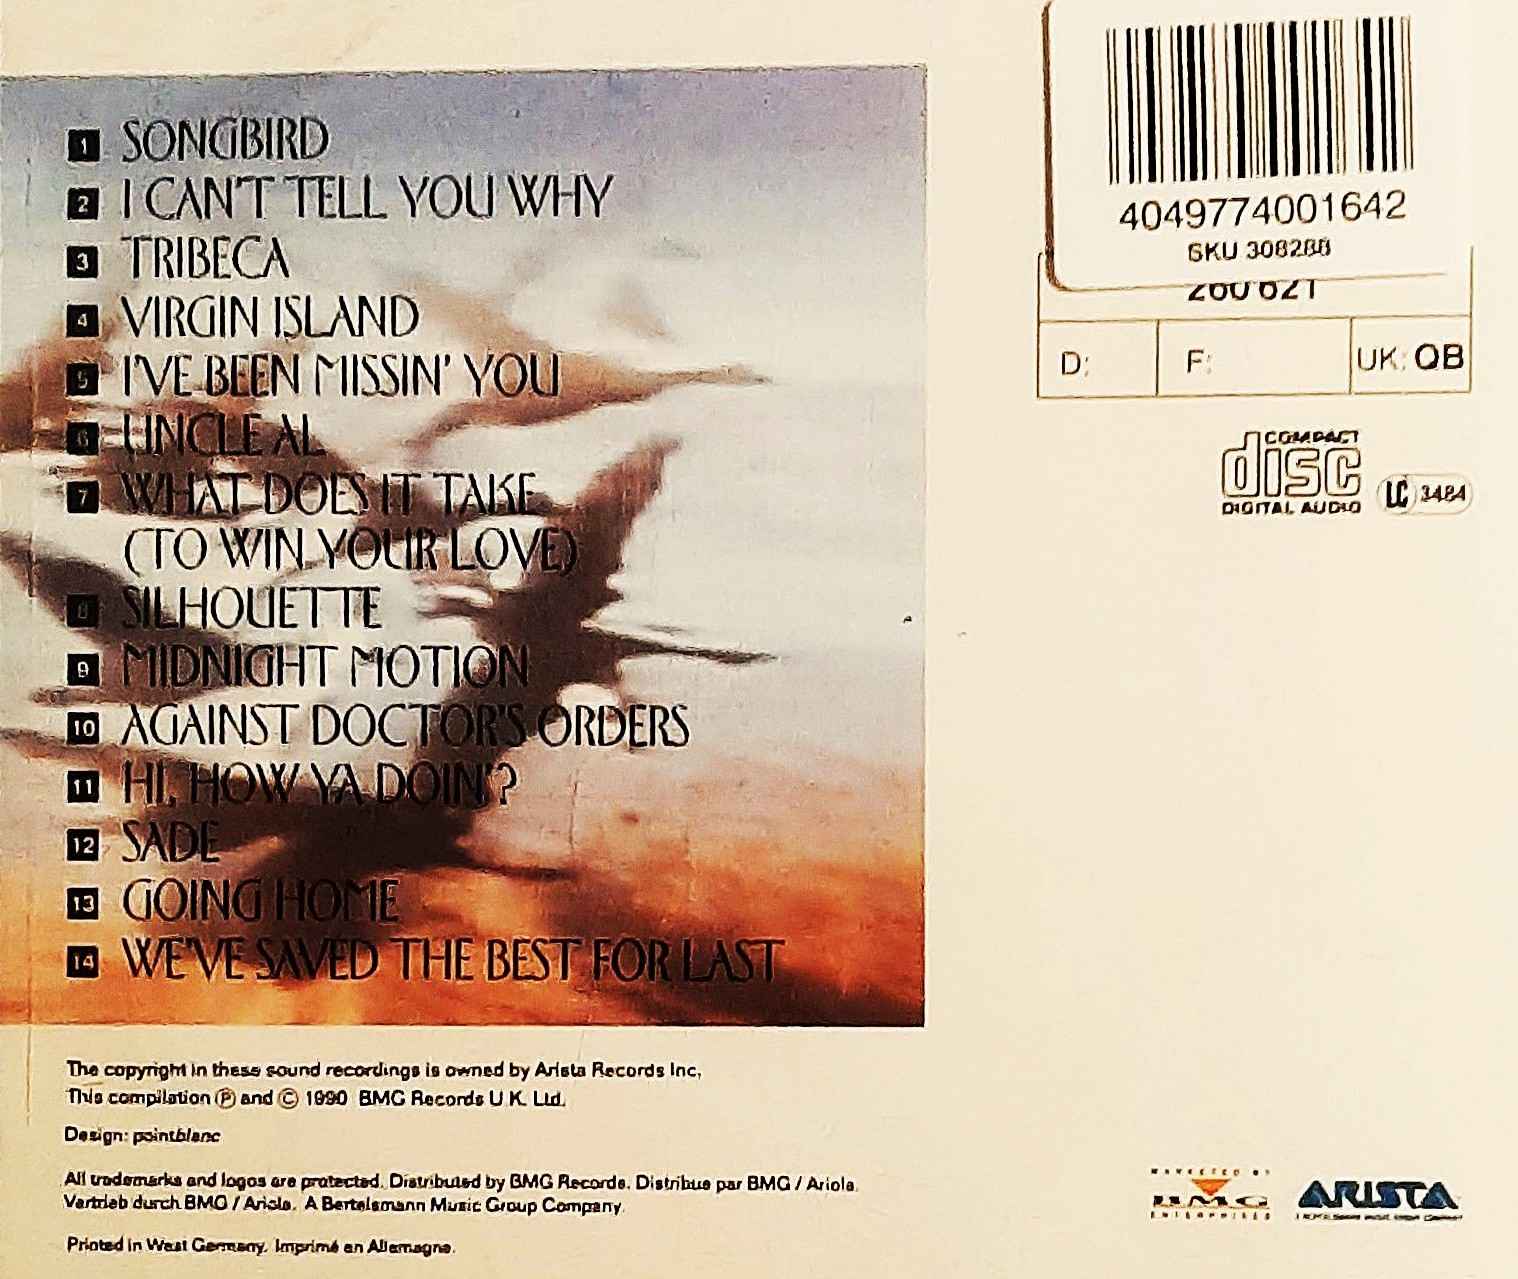 1 SONGBIRD
2 I CAN'T TELL YOU WHY
3 TRIBECA
4 VIRGIN ISLAND
5 I'VE BEEN MISSIN' YOU
6 UNCLE AL
7 WHAT DOES IT TAKE
(TO WIN YOUR LOVE)
8 SILHOUETTE
9 MIDNIGHT MOTION
10 AGAINST DOCTOR'S ORDERS
11 HI, HOW YA DOIN'?
12 SADE
13 GOING HOME
14 WE'VE SAVED THE BEST FOR LAST
The copyright in these sound recordings is owned by Arista Records Inc.
This compilation Ⓟ and © 1990 BMG Records U.K. Ltd.
Design: pointblanc
All trademarks and logos are protected. Distributed by BMG Records. Distribue par BMG / Ariola.
Vertrieb durch BMG / Ariola. A Bertelsmann Music Group Company.
Printed in West Germany. Imprimé en Allemagne.
4049774001642
SKU 308288
260 621
D: F: UK: QB
COMPACT
disc
DIGITAL AUDIO
LC 3484
MARKETED BY
BMG
ENTERPRISES
ARISTA